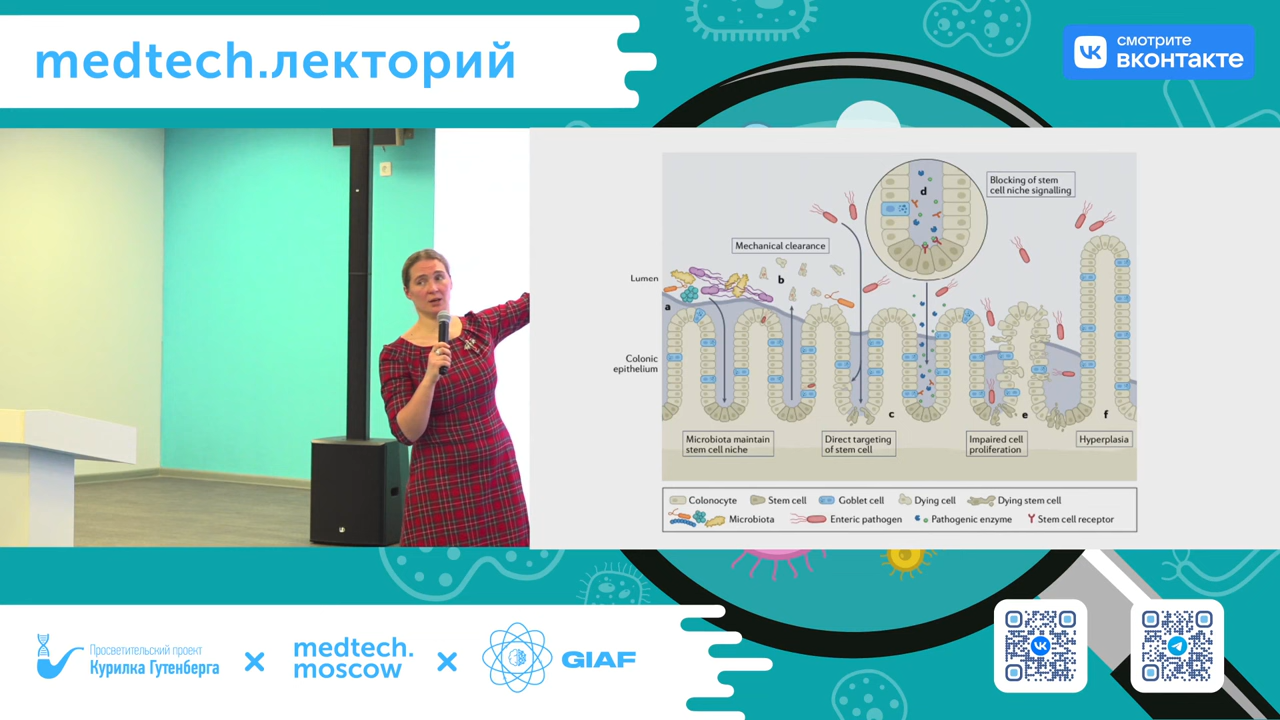 medtech.лекторий
смотрите
вконтакте
Blocking of stem
cell niche signalling
d
Mechanical clearance
b
Lumen
a
Colonic
epithelium
c
e
f
Microbiota maintain
stem cell niche
Direct targeting
of stem cell
Impaired cell
proliferation
Hyperplasia
Colonocyte
Stem cell
Goblet cell
Dying cell
Dying stem cell
Microbiota
Enteric pathogen
Pathogenic enzyme
Stem cell receptor
Просветительский проект
Курилка Гутенберга
×
medtech.
moscow
×
GIAF